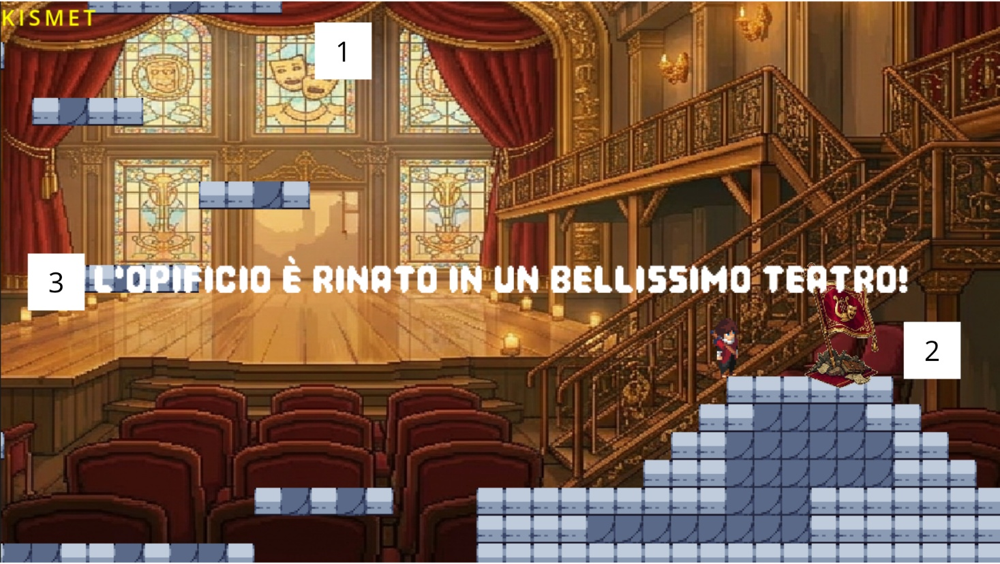 KISMET
1
3
L'OPIFICIO È RINATO IN UN BELLISSIMO TEATRO!
2